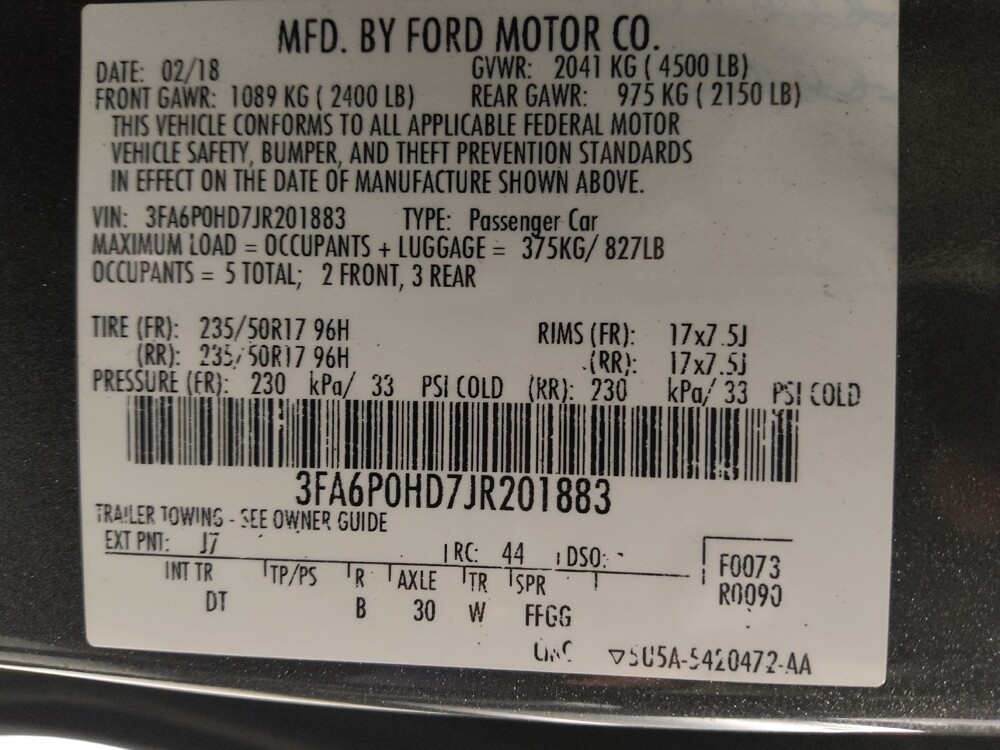 MFD. BY FORD MOTOR CO.
DATE: 02/18 GVWR: 2041 KG ( 4500 LB)
FRONT GAWR: 1089 KG ( 2400 LB) REAR GAWR: 975 KG ( 2150 LB)
THIS VEHICLE CONFORMS TO ALL APPLICABLE FEDERAL MOTOR
VEHICLE SAFETY, BUMPER, AND THEFT PREVENTION STANDARDS
IN EFFECT ON THE DATE OF MANUFACTURE SHOWN ABOVE.
VIN: 3FA6P0HD7JR201883 TYPE: Passenger Car
MAXIMUM LOAD = OCCUPANTS + LUGGAGE = 375KG/ 827LB
OCCUPANTS = 5 TOTAL; 2 FRONT, 3 REAR
TIRE (FR): 235/50R17 96H RIMS (FR): 17x7.5J
(RR): 235/50R17 96H (RR): 17x7.5J
PRESSURE (FR): 230 kPa/ 33 PSI COLD (RR): 230 kPa/ 33 PSI COLD
3FA6P0HD7JR201883
TRAILER TOWING - SEE OWNER GUIDE
EXT PNT: J7 RC: 44 DSO: F0073
INT TR TP/PS R AXLE TR SPR R0090
DT B 30 W FFGG
5U5A-5420472-AA